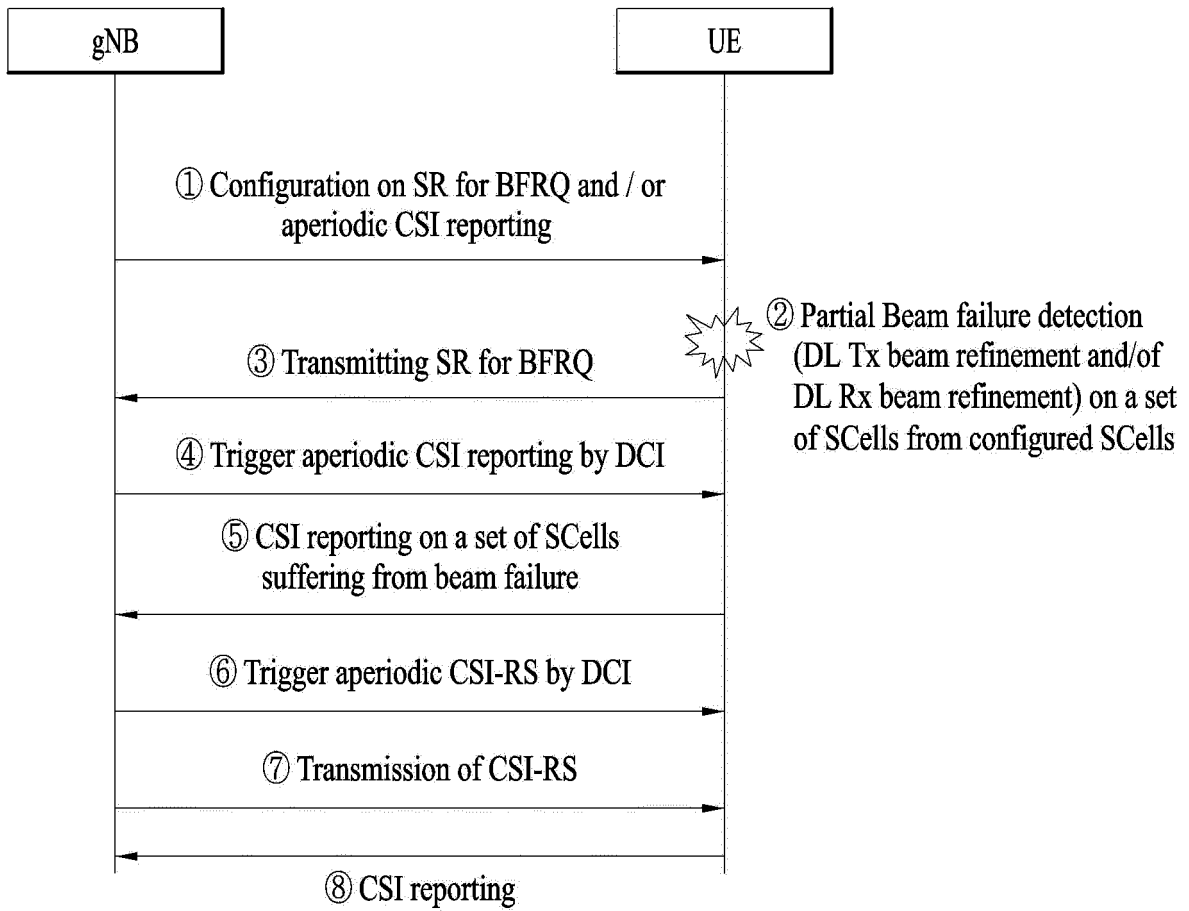 gNB
UE
① Configuration on SR for BFRQ and / or
aperiodic CSI reporting
② Partial Beam failure detection
(DL Tx beam refinement and/of
DL Rx beam refinement) on a set
of SCells from configured SCells
③ Transmitting SR for BFRQ
④ Trigger aperiodic CSI reporting by DCI
⑤ CSI reporting on a set of SCells
suffering from beam failure
⑥ Trigger aperiodic CSI-RS by DCI
⑦ Transmission of CSI-RS
⑧ CSI reporting